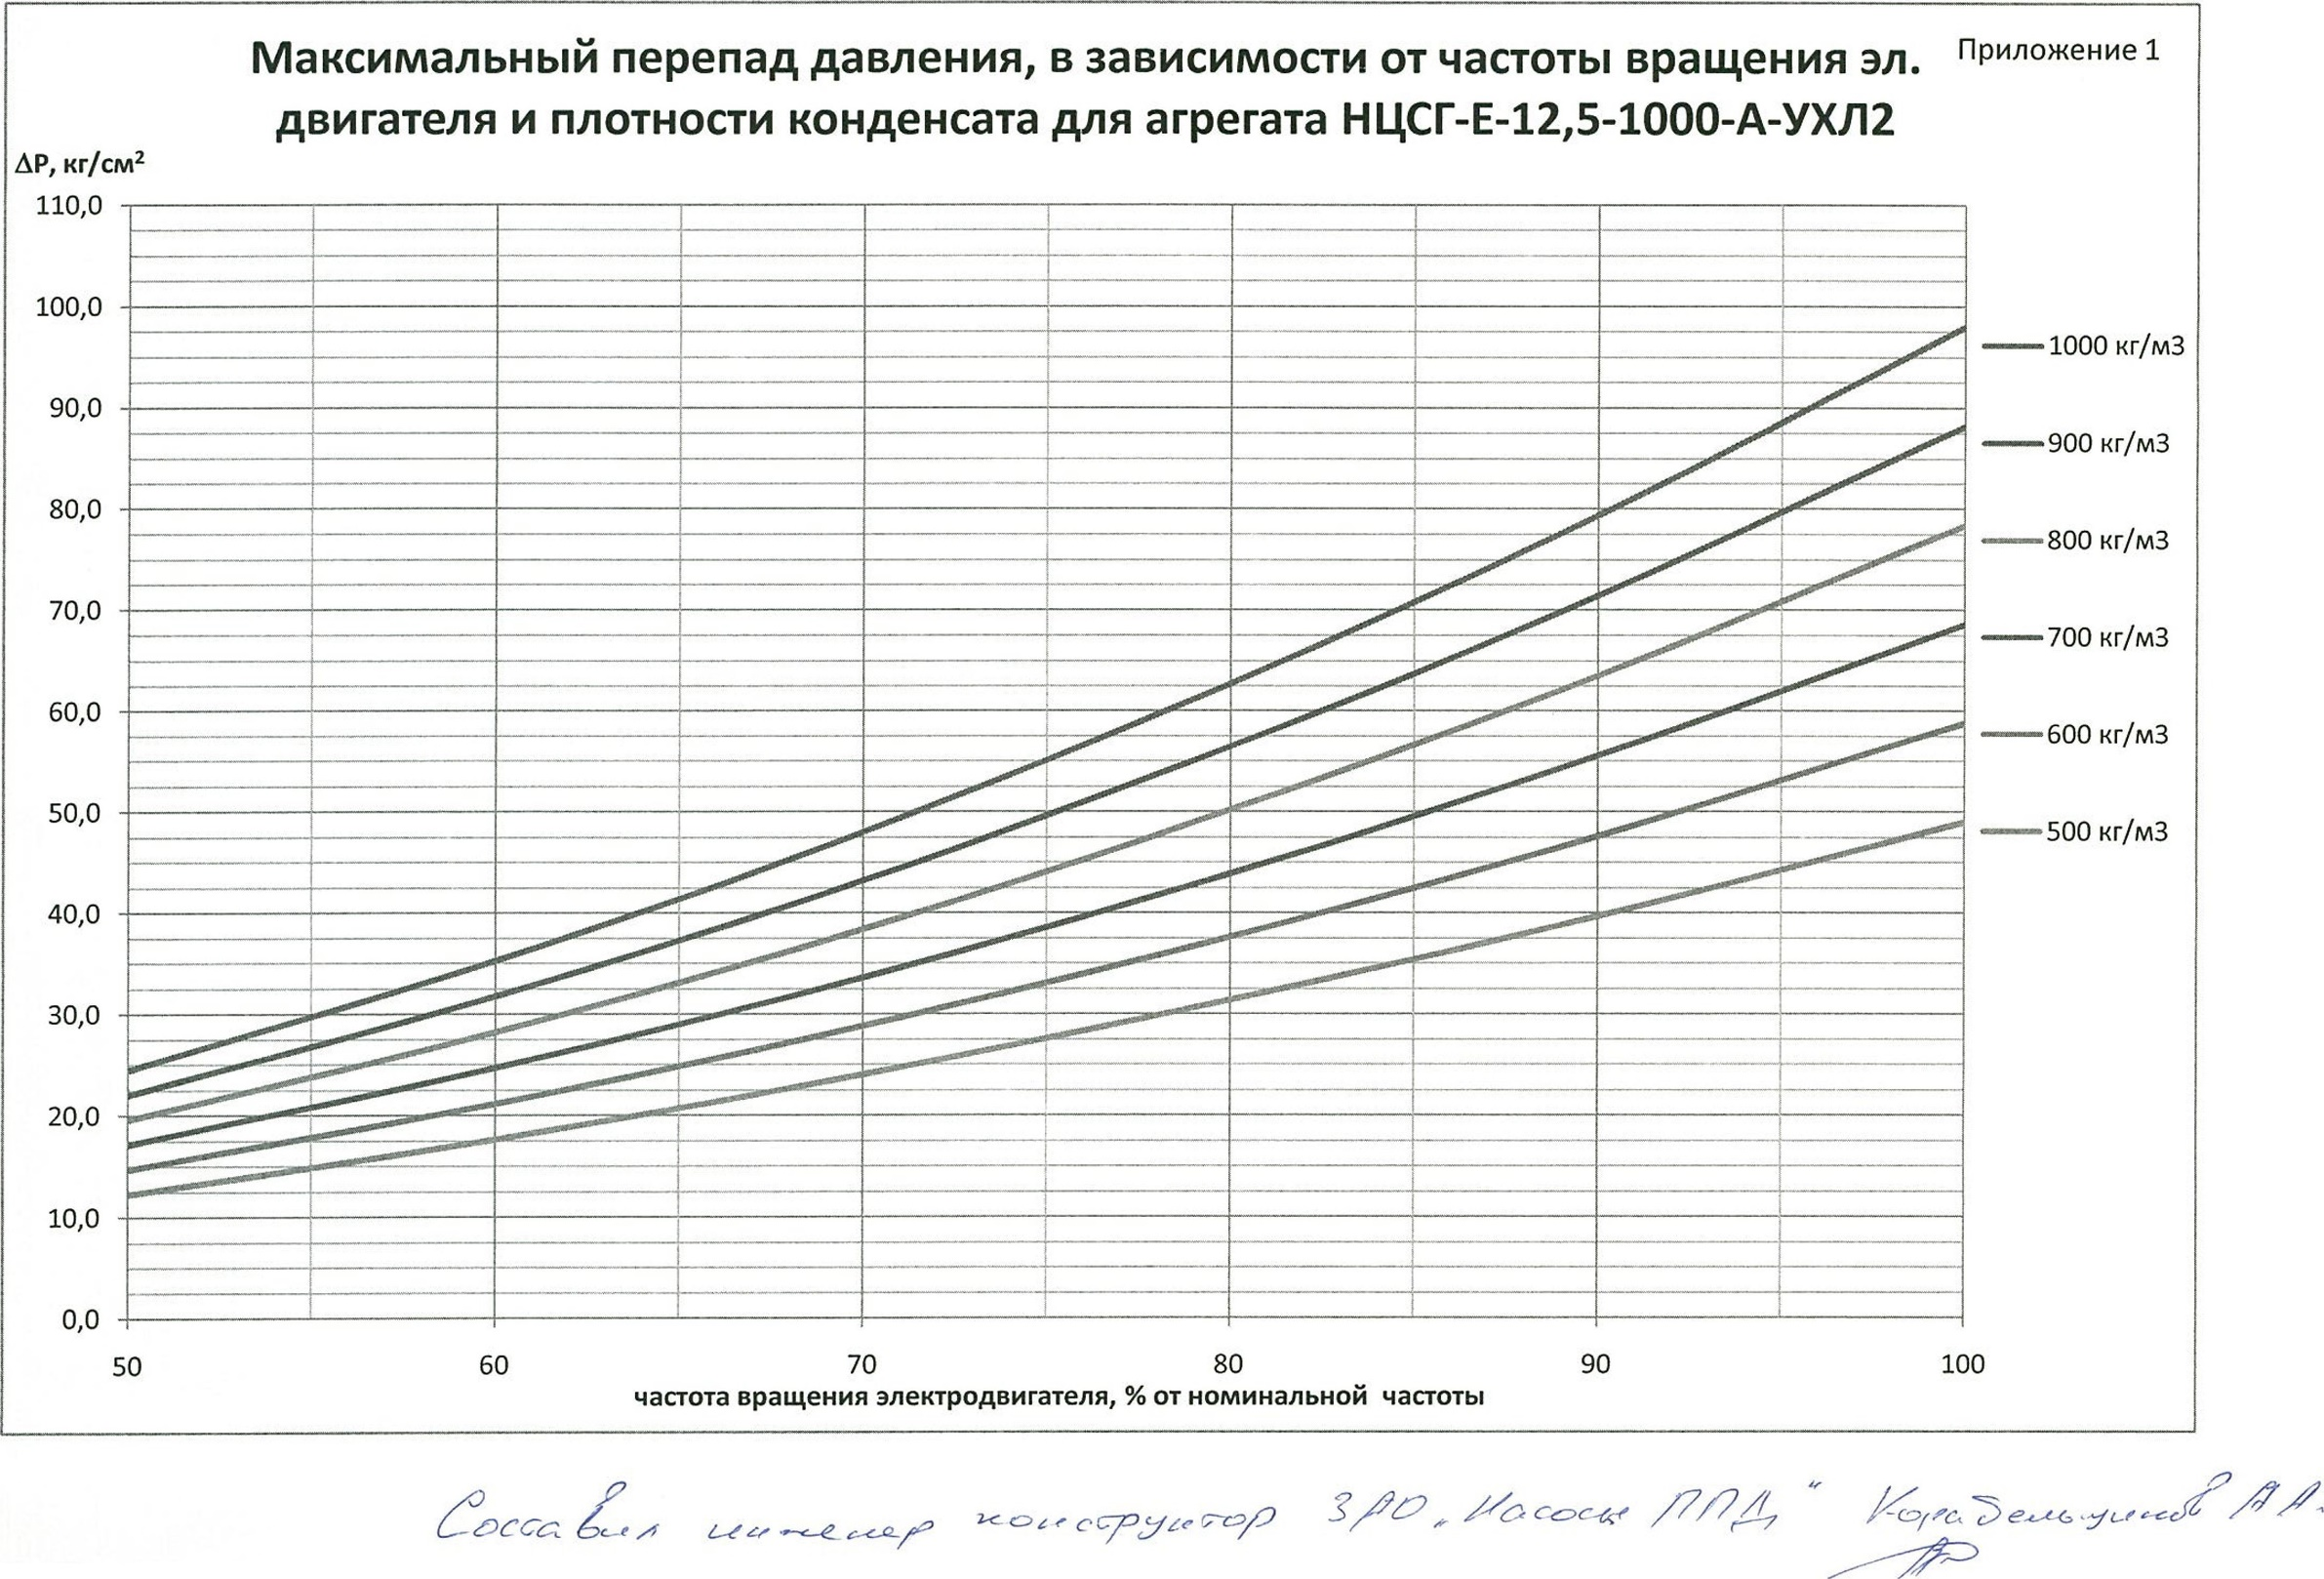 Приложение 1
Максимальный перепад давления, в зависимости от частоты вращения эл.
двигателя и плотности конденсата для агрегата НЦСГ-Е-12,5-1000-А-УХЛ2
ΔP, кг/см²
110,0
100,0
90,0
80,0
70,0
60,0
50,0
40,0
30,0
20,0
10,0
0,0
1000 кг/м3
900 кг/м3
800 кг/м3
700 кг/м3
600 кг/м3
500 кг/м3
50 60 70 80 90 100
частота вращения электродвигателя, % от номинальной частоты
Составил инженер конструктор ЗАО „Насосы ППД" Корабельщиков АА